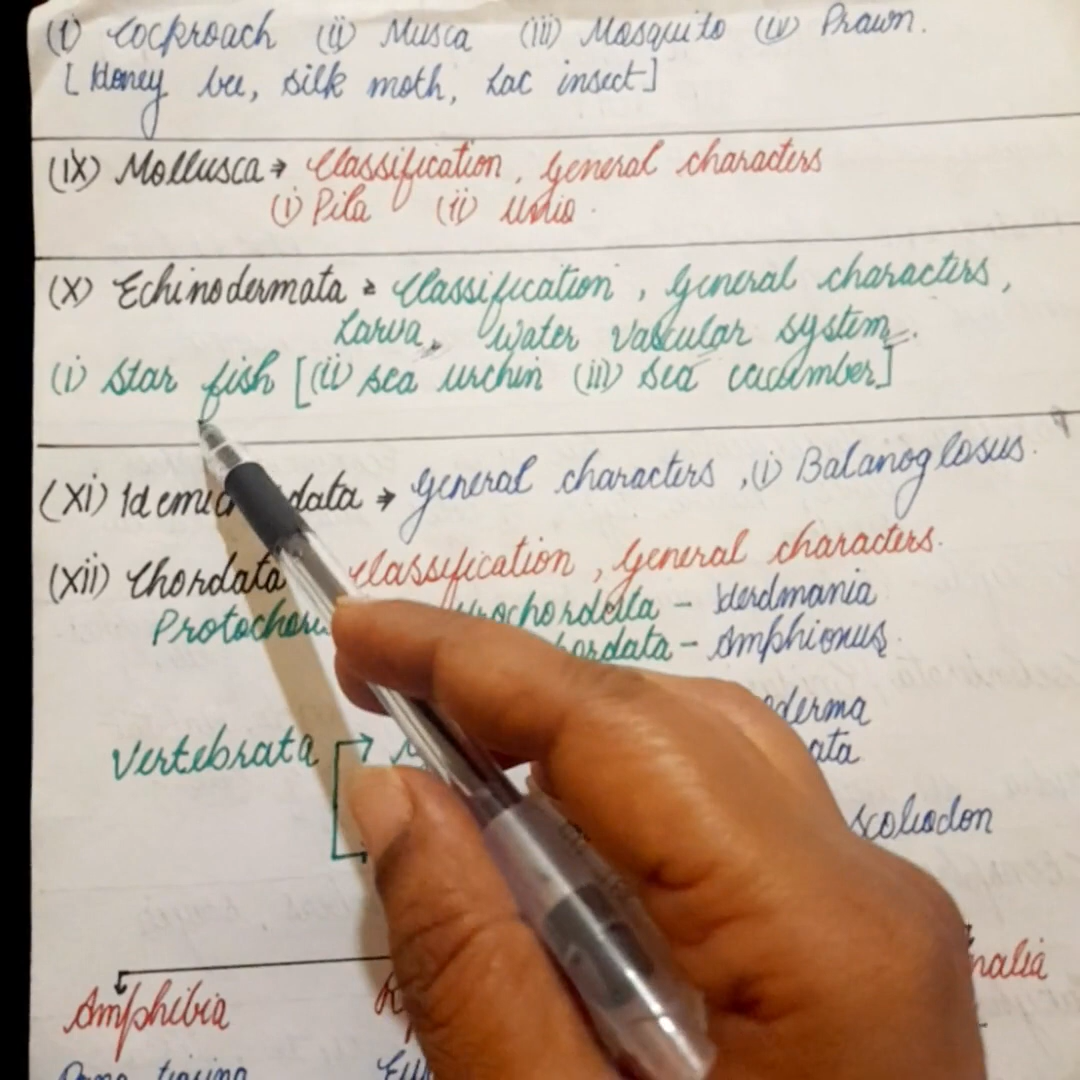 (i) Cockroach (ii) Musca (iii) Mosquito (iv) Prawn.
[Honey bee, silk moth, Lac insect]
(ix) Mollusca → Classification, General characters
(i) Pila (ii) Unio.
(x) Echinodermata → Classification, General characters,
Larva, Water Vascular system.
(i) Star fish [(ii) sea urchin (iii) sea cucumber]
(xi) data → General characters, (i) Balanoglosus.
(xii) Chordata Classification, General characters.
Herdmania
Amphionus.
Vertebrata
Amphibia